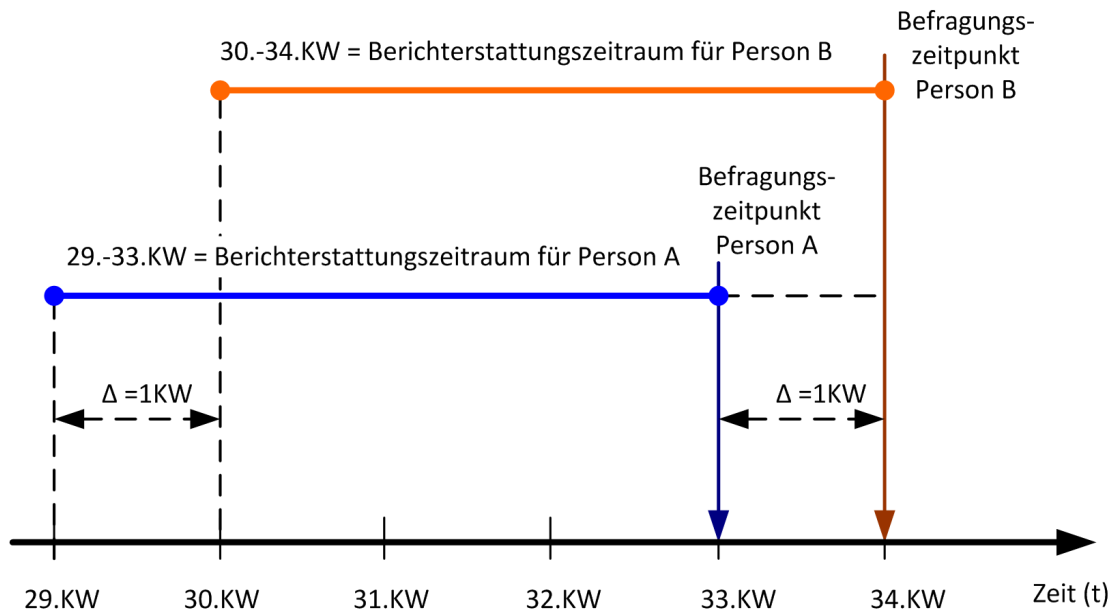 Befragungs-
zeitpunkt
Person B
30.-34.KW = Berichterstattungszeitraum für Person B
Befragungs-
zeitpunkt
Person A
29.-33.KW = Berichterstattungszeitraum für Person A
Δ =1KW
Δ =1KW
29.KW
30.KW
31.KW
32.KW
33.KW
34.KW
Zeit (t)